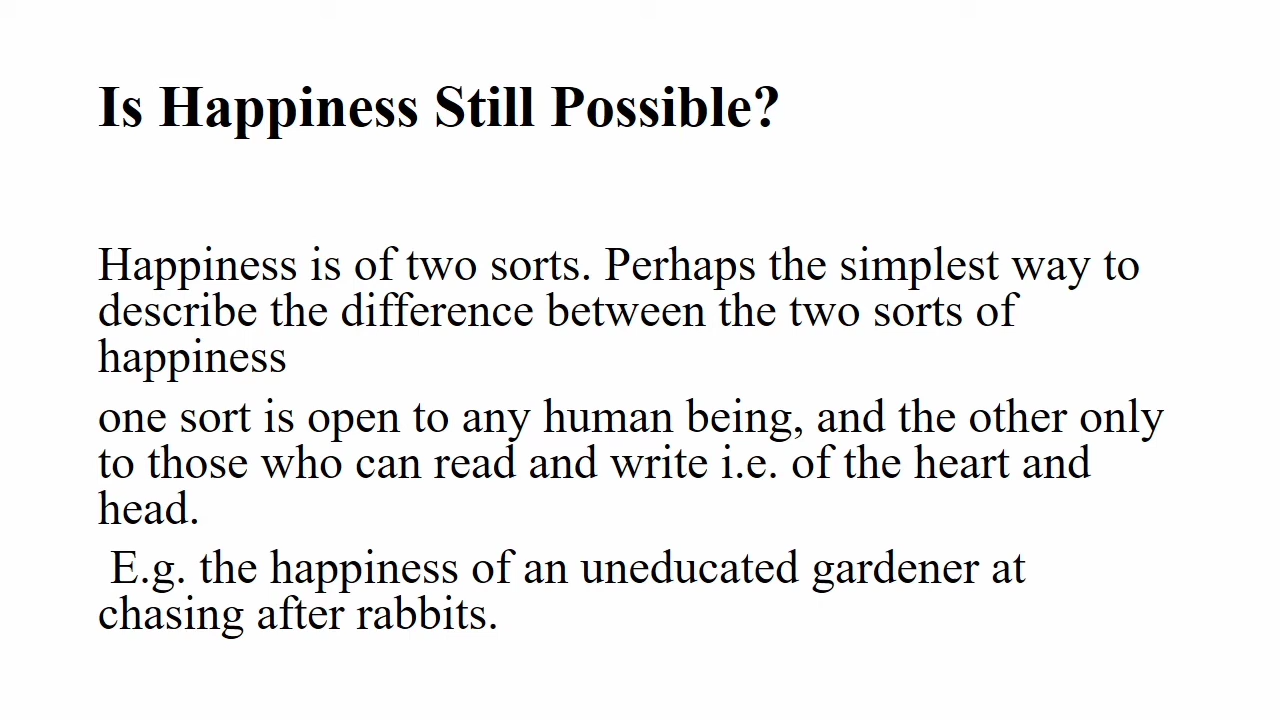 Is Happiness Still Possible?
Happiness is of two sorts. Perhaps the simplest way to
describe the difference between the two sorts of
happiness
one sort is open to any human being, and the other only
to those who can read and write i.e. of the heart and
head.
E.g. the happiness of an uneducated gardener at
chasing after rabbits.